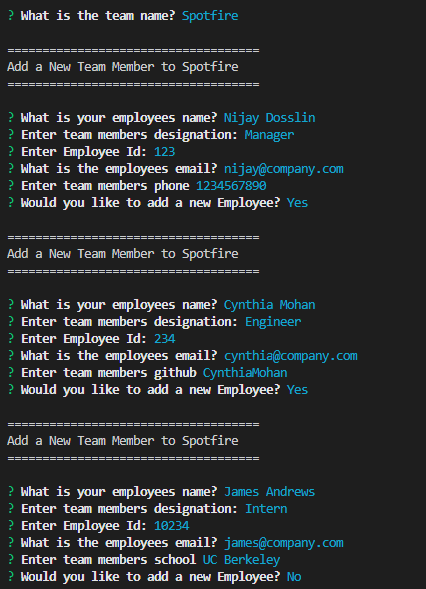 ? What is the team name? Spotfire
====================================
Add a New Team Member to Spotfire
====================================
? What is your employees name? Nijay Dosslin
? Enter team members designation: Manager
? Enter Employee Id: 123
? What is the employees email? nijay@company.com
? Enter team members phone 1234567890
? Would you like to add a new Employee? Yes
====================================
Add a New Team Member to Spotfire
====================================
? What is your employees name? Cynthia Mohan
? Enter team members designation: Engineer
? Enter Employee Id: 234
? What is the employees email? cynthia@company.com
? Enter team members github CynthiaMohan
? Would you like to add a new Employee? Yes
====================================
Add a New Team Member to Spotfire
====================================
? What is your employees name? James Andrews
? Enter team members designation: Intern
? Enter Employee Id: 10234
? What is the employees email? james@company.com
? Enter team members school UC Berkeley
? Would you like to add a new Employee? No